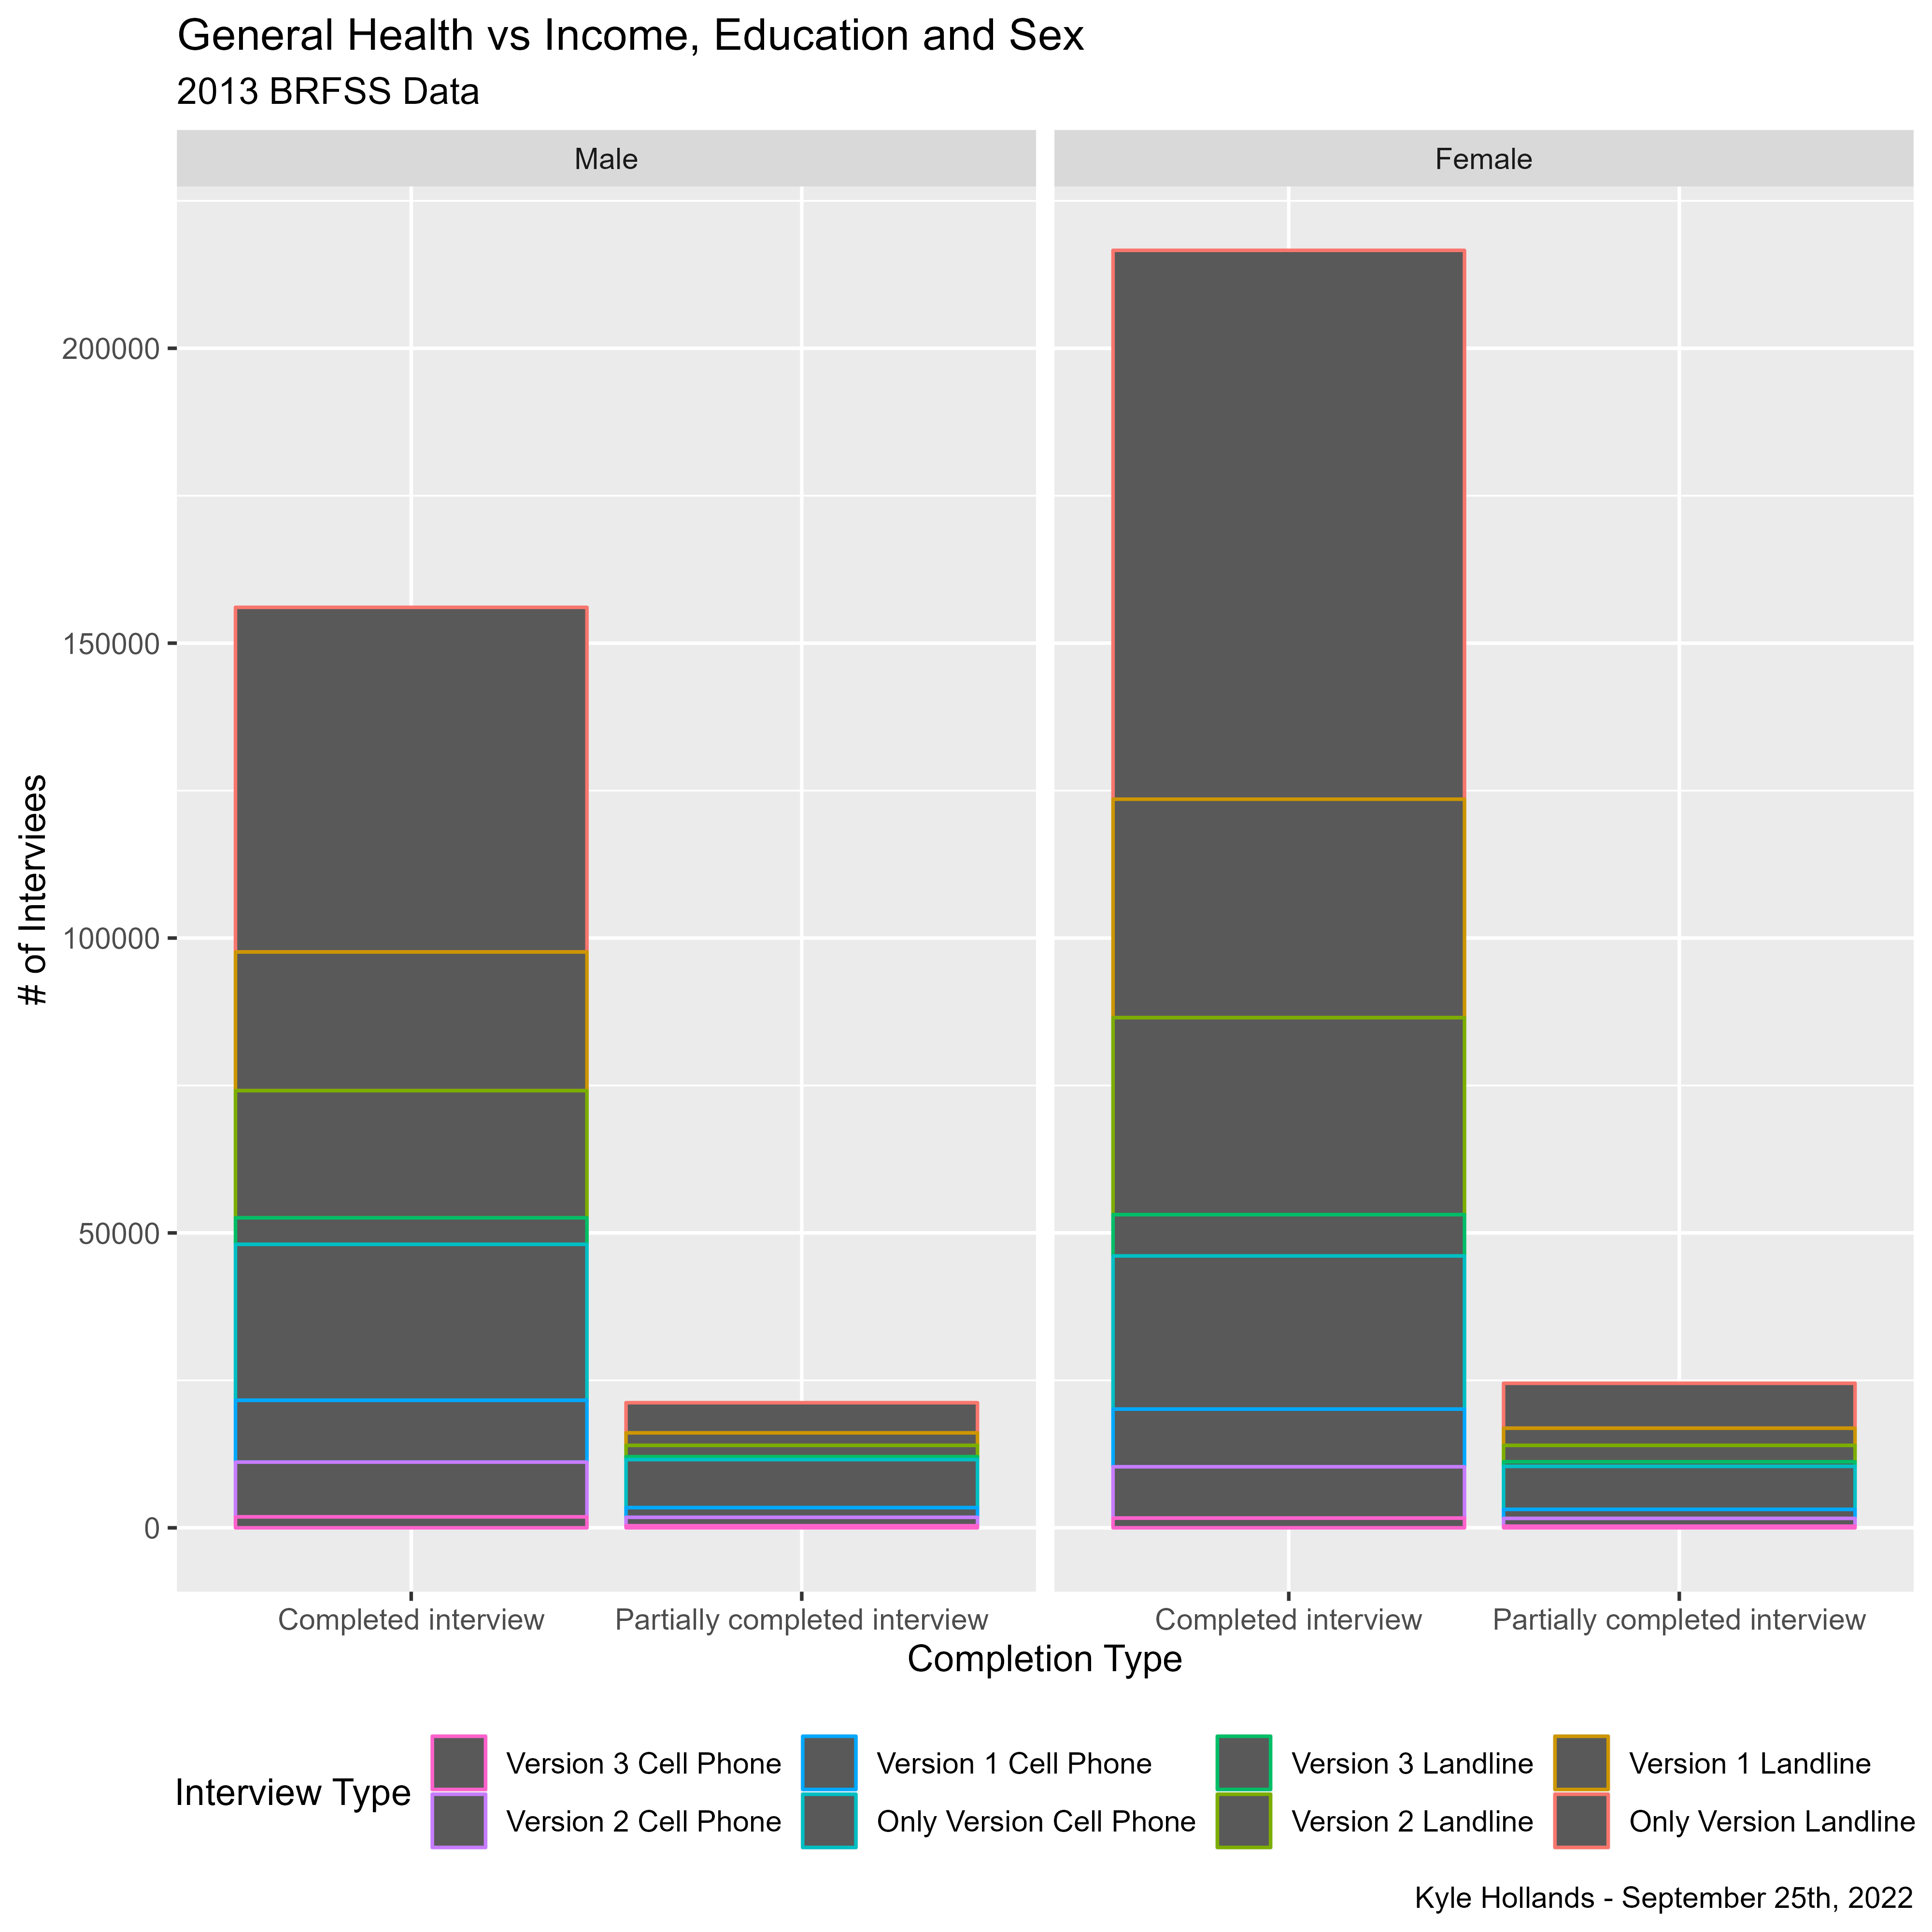 General Health vs Income, Education and Sex
2013 BRFSS Data
Male
Female
# of Interviees
200000
150000
100000
50000
0
Completed interview
Partially completed interview
Completed interview
Partially completed interview
Completion Type
Interview Type
Version 3 Cell Phone
Version 1 Cell Phone
Version 3 Landline
Version 1 Landline
Version 2 Cell Phone
Only Version Cell Phone
Version 2 Landline
Only Version Landline
Kyle Hollands - September 25th, 2022